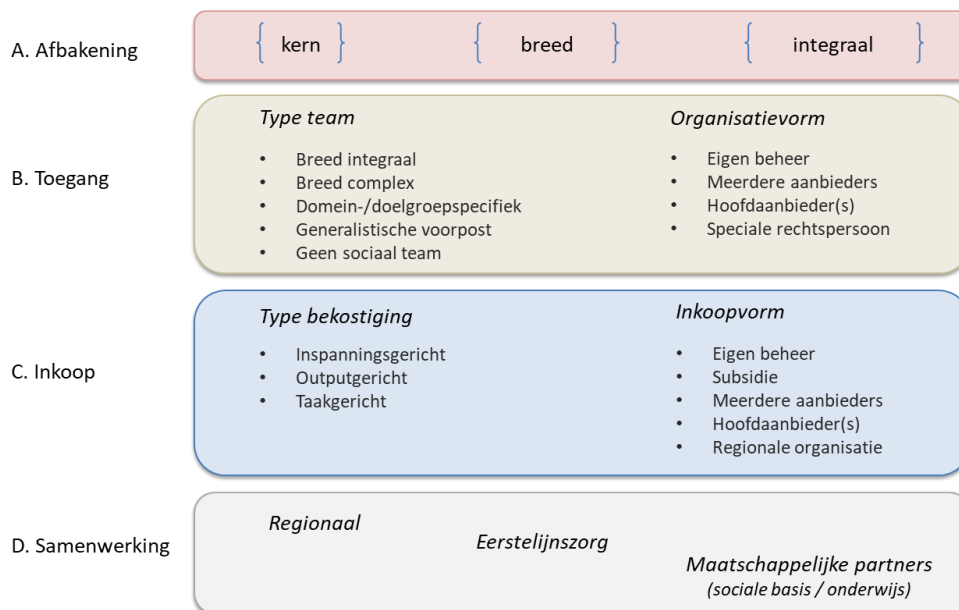 A. Afbakening
{ kern }
{ breed }
{ integraal }
B. Toegang
Type team
• Breed integraal
• Breed complex
• Domein-/doelgroepspecifiek
• Generalistische voorpost
• Geen sociaal team
Organisatievorm
• Eigen beheer
• Meerdere aanbieders
• Hoofdaanbieder(s)
• Speciale rechtspersoon
C. Inkoop
Type bekostiging
• Inspanningsgericht
• Outputgericht
• Taakgericht
Inkoopvorm
• Eigen beheer
• Subsidie
• Meerdere aanbieders
• Hoofdaanbieder(s)
• Regionale organisatie
D. Samenwerking
Regionaal
Eerstelijnszorg
Maatschappelijke partners
(sociale basis / onderwijs)